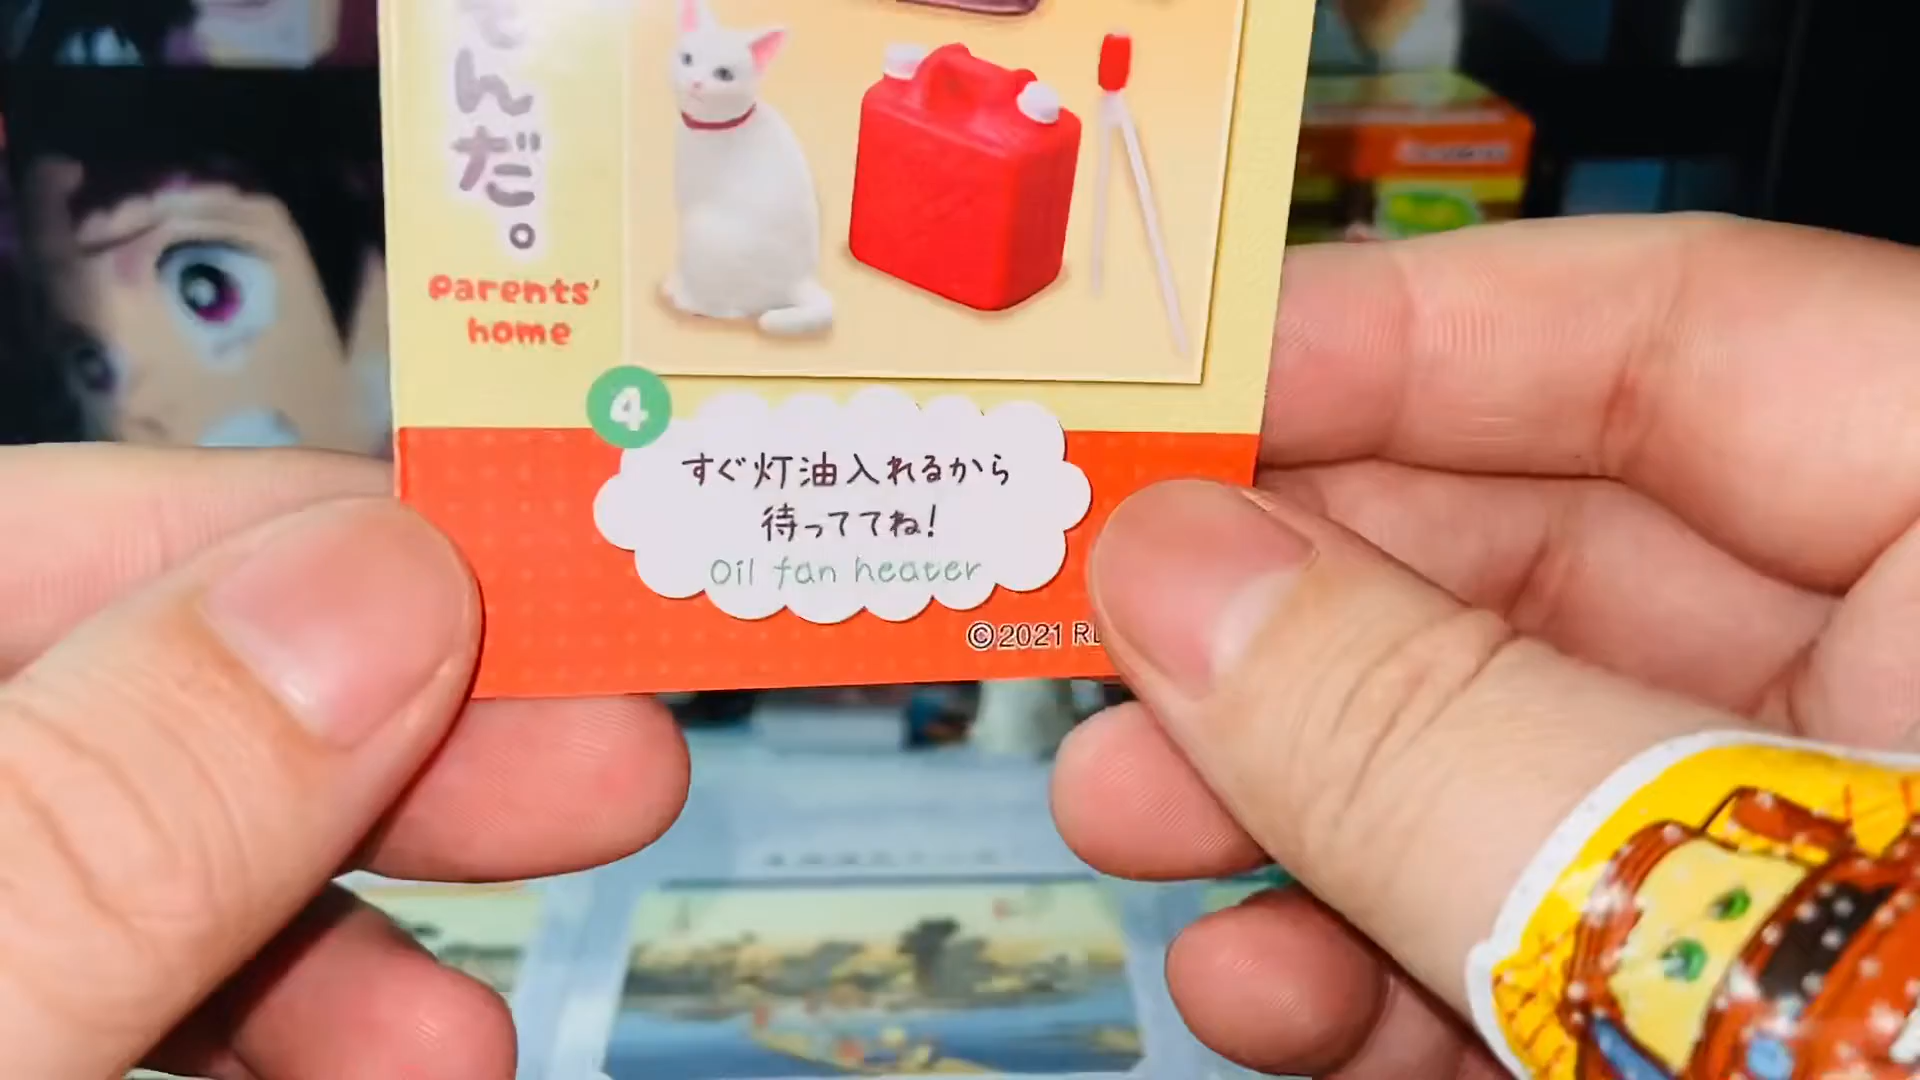 んだ。
parents'
home
4
すぐ灯油入れるから
待っててね!
Oil fan heater
©2021 RE